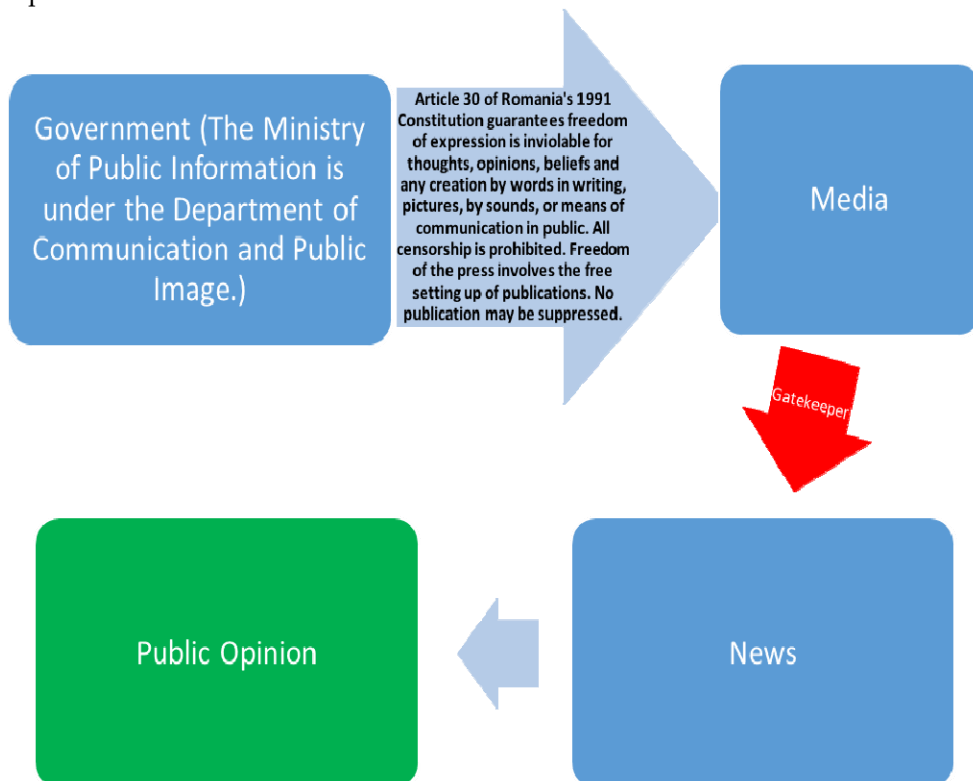 Government (The Ministry
of Public Information is
under the Department of
Communication and Public
Image.)
Article 30 of Romania's 1991
Constitution guarantees freedom
of expression is inviolable for
thoughts, opinions, beliefs and
any creation by words in writing,
pictures, by sounds, or means of
communication in public. All
censorship is prohibited. Freedom
of the press involves the free
setting up of publications. No
publication may be suppressed.
Media
Gatekeeper
Public Opinion
News